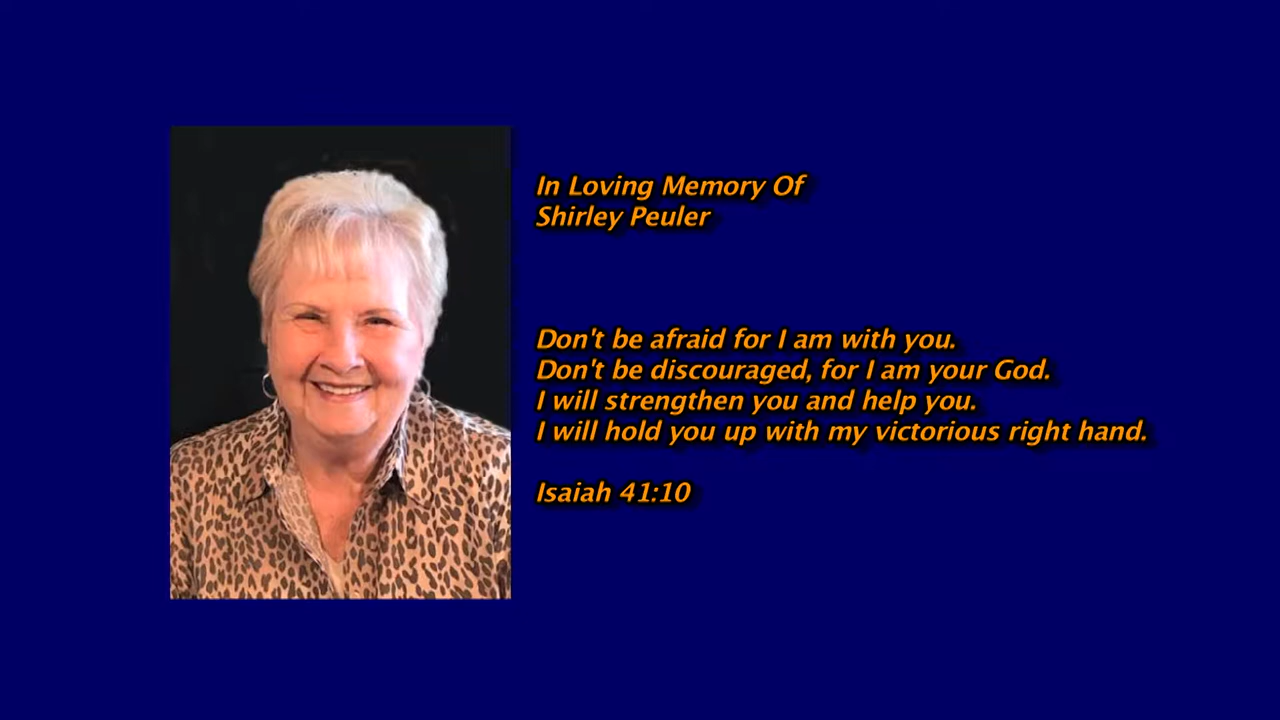 In Loving Memory Of
Shirley Peuler
Don't be afraid for I am with you.
Don't be discouraged, for I am your God.
I will strengthen you and help you.
I will hold you up with my victorious right hand.
Isaiah 41:10